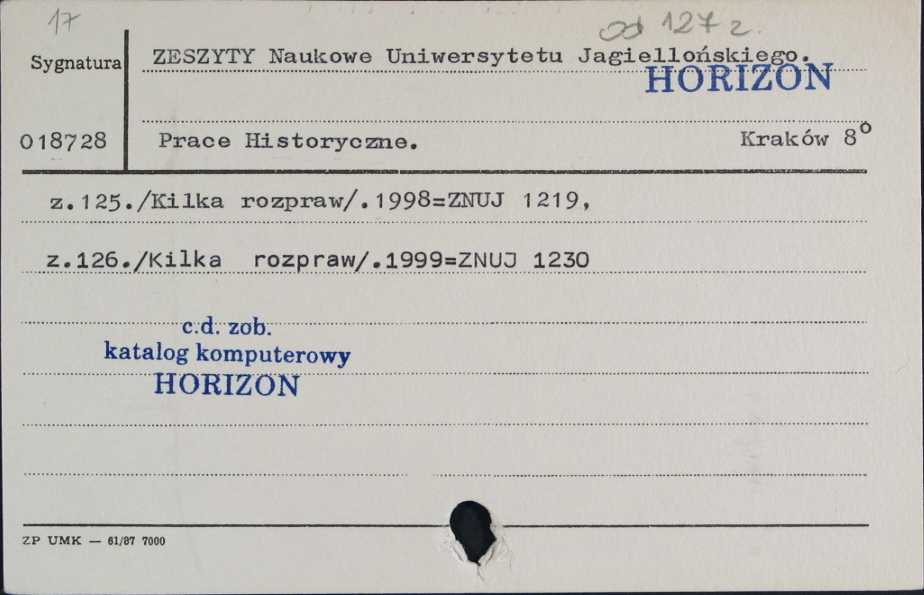 17
od 127 z.
Sygnatura
ZESZYTY Naukowe Uniwersytetu Jagiellońskiego.
HORIZON
018728
Prace Historyczne.
Kraków 8°
z.125./Kilka rozpraw/.1998=ZNUJ 1219,
z.126./Kilka rozpraw/.1999=ZNUJ 1230
c.d. zob.
katalog komputerowy
HORIZON
ZP UMK — 61/87 7000